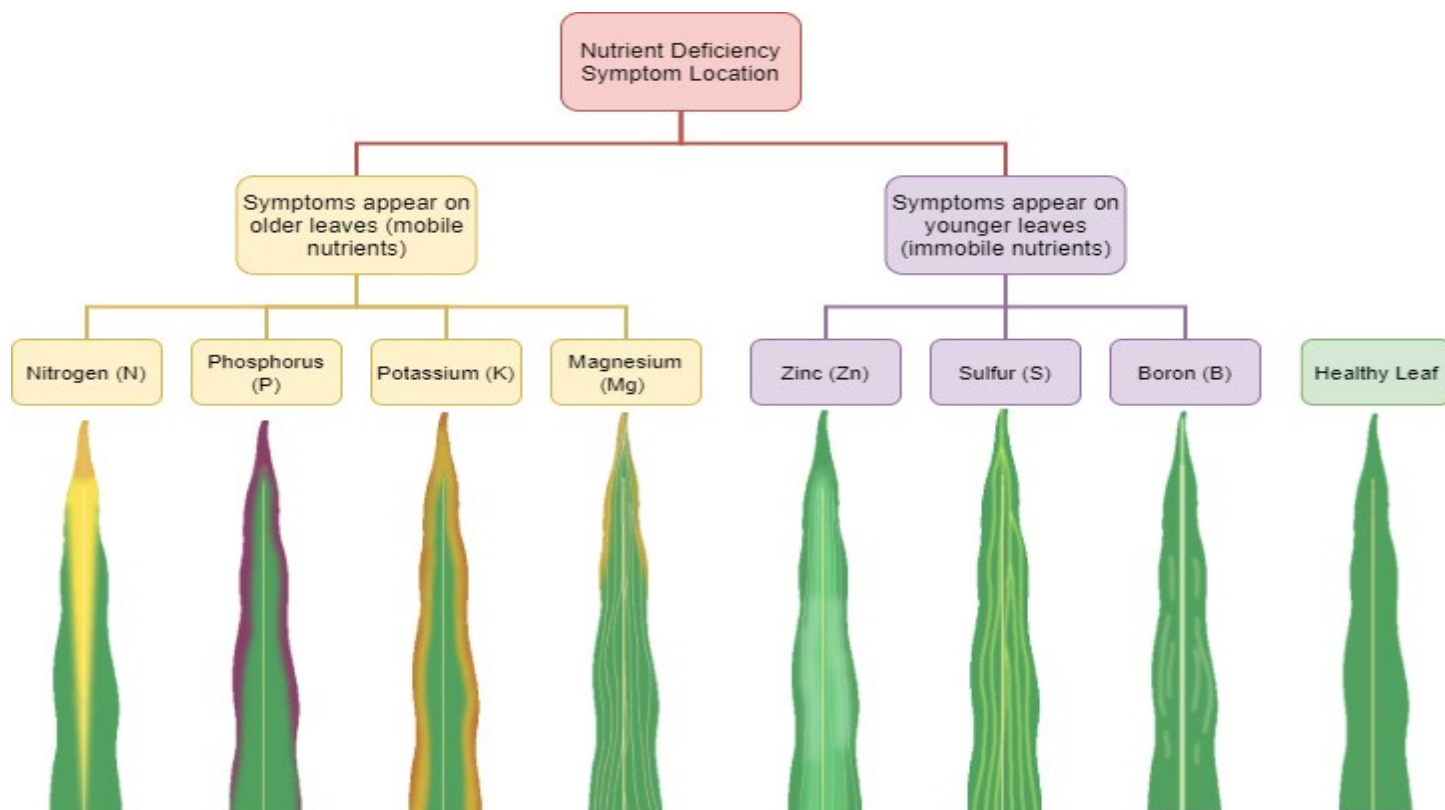 Nutrient Deficiency
Symptom Location
Symptoms appear on
older leaves (mobile
nutrients)
Symptoms appear on
younger leaves
(immobile nutrients)
Nitrogen (N)
Phosphorus
(P)
Potassium (K)
Magnesium
(Mg)
Zinc (Zn)
Sulfur (S)
Boron (B)
Healthy Leaf